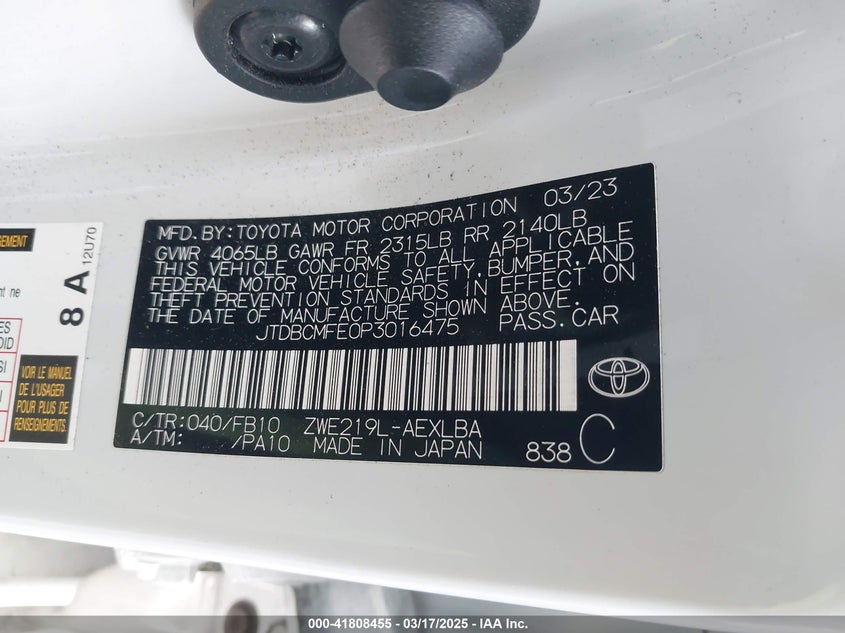 MFD.BY:TOYOTA MOTOR CORPORATION 03/23
GVWR 4065LB GAWR FR 2315LB RR 2140LB
THIS VEHICLE CONFORMS TO ALL APPLICABLE
FEDERAL MOTOR VEHICLE SAFETY,BUMPER,AND
THEFT PREVENTION STANDARDS IN EFFECT ON
THE DATE OF MANUFACTURE SHOWN ABOVE.
JTDBCMFE0P3016475 PASS.CAR
C/TR:040/FB10 ZWE219L-AEXLBA
A/TM: /PA10 MADE IN JAPAN 838 C
8 A 12U70
VOIR LE MANUEL
DE L'USAGER
POUR PLUS DE
RENSEIGNEMENTS.
000-41808455 — 03/17/2025 — IAA Inc.